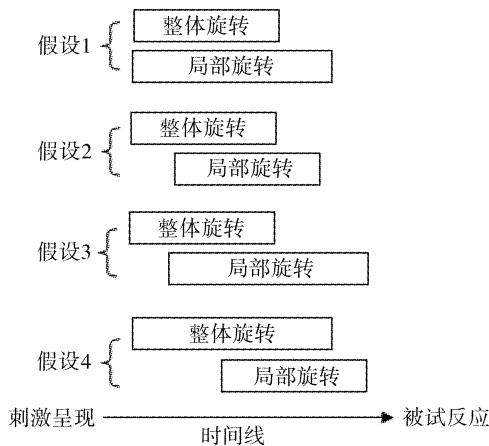 假设1
整体旋转
局部旋转
假设2
整体旋转
局部旋转
假设3
整体旋转
局部旋转
假设4
整体旋转
局部旋转
刺激呈现
时间线
被试反应